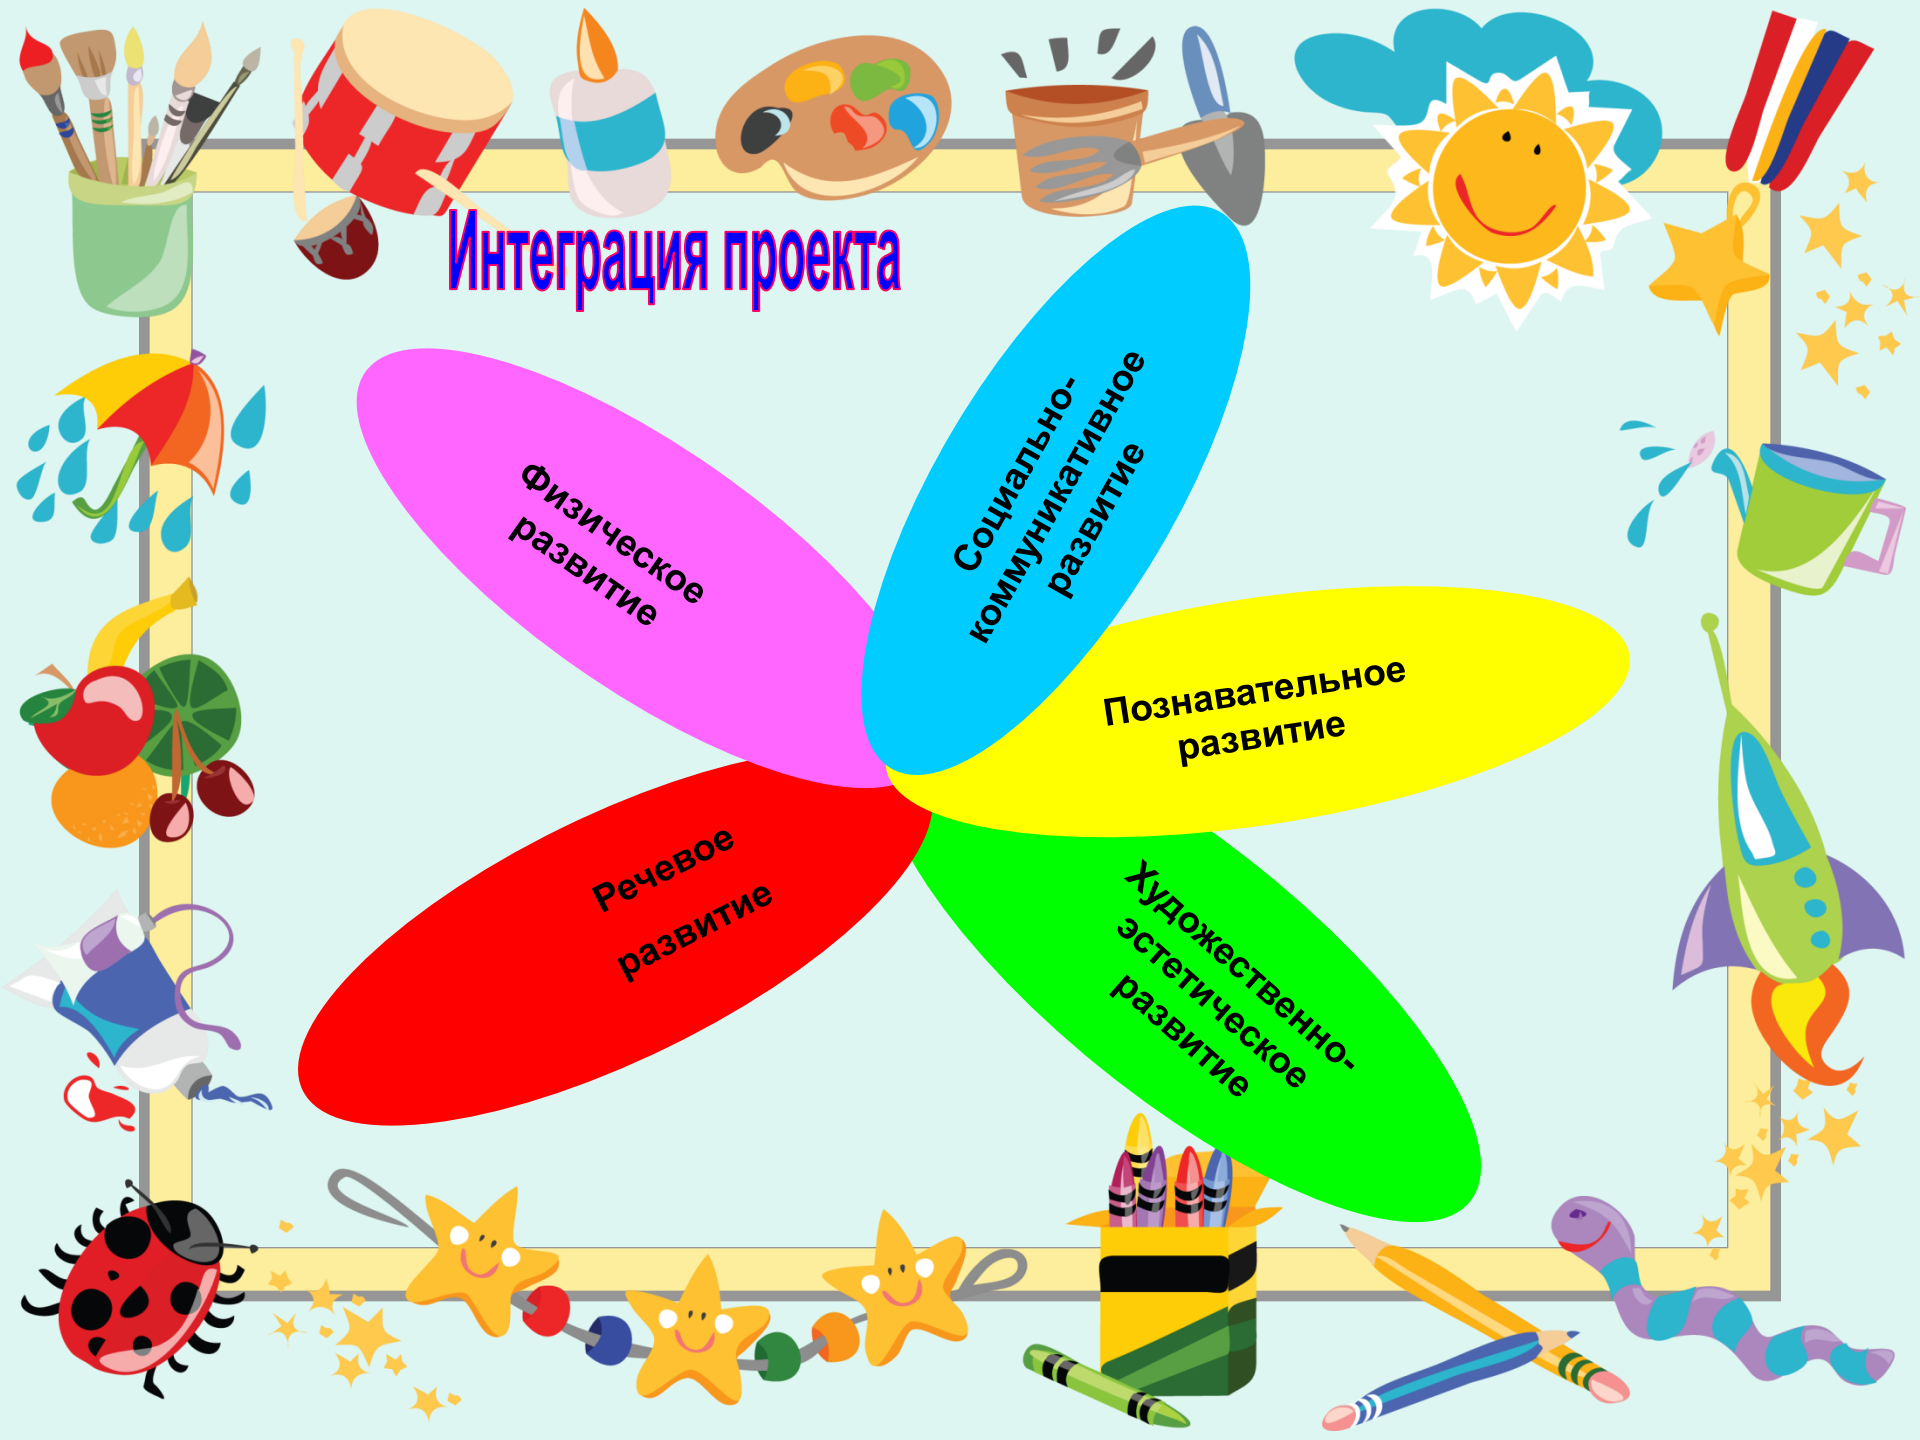 Интеграция проекта
Физическое
развитие
Социально-
коммуникативное
развитие
Познавательное
развитие
Речевое
развитие
Художественно-
эстетическое
развитие